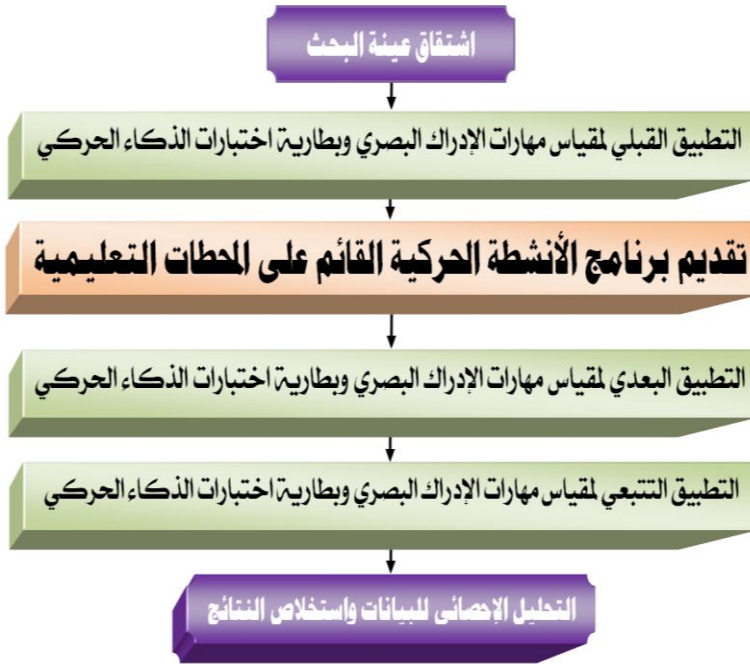 اشتقاق عينة البحث
التطبيق القبلي لمقياس مهارات الإدراك البصري وبطارية اختبارات الذكاء الحركي
تقديم برنامج الأنشطة الحركية القائم على المحطات التعليمية
التطبيق البعدي لمقياس مهارات الإدراك البصري وبطارية اختبارات الذكاء الحركي
التطبيق التتبعي لمقياس مهارات الإدراك البصري وبطارية اختبارات الذكاء الحركي
التحليل الإحصائى للبيانات واستخلاص النتائج